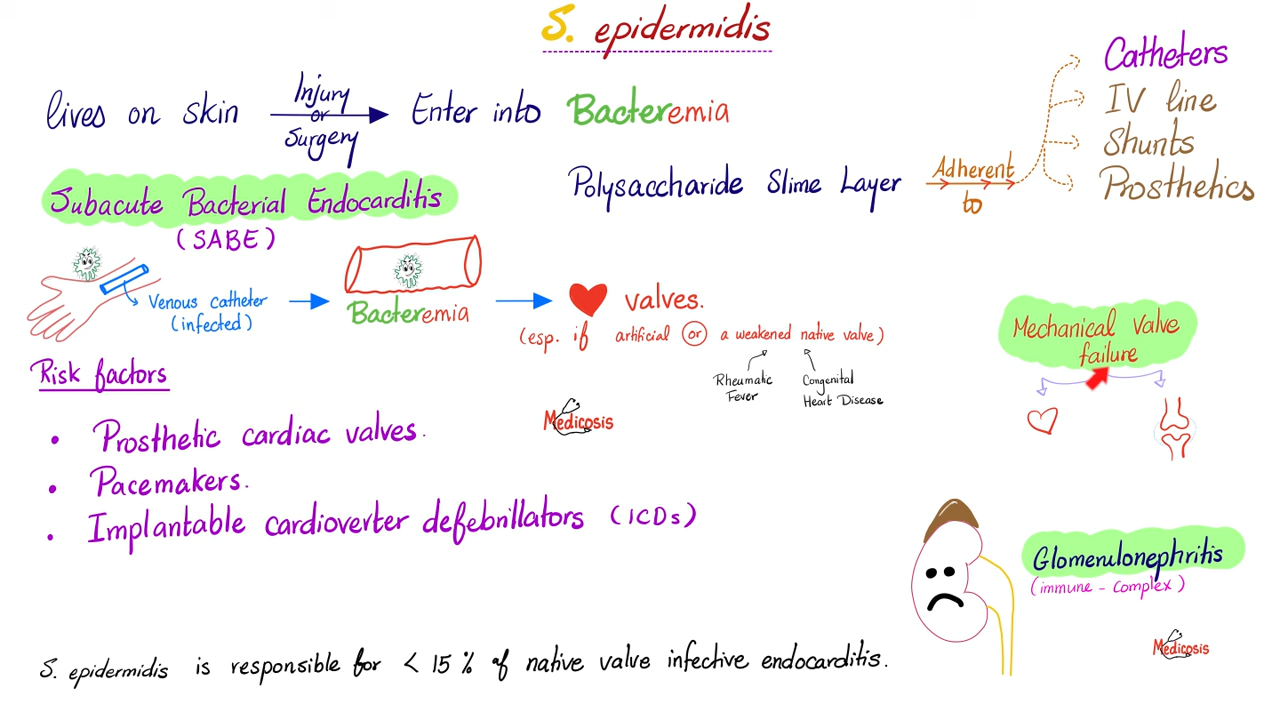 S. epidermidis
lives on skin
Injury
or
Surgery
Enter into Bacteremia
Polysaccharide Slime Layer
Adherent
to
Catheters
IV line
Shunts
Prosthetics
Subacute Bacterial Endocarditis
(SABE)
Venous catheter
(infected)
Bacteremia
valves.
(esp. if artificial or a weakened native valve)
Rheumatic
Fever
Congenital
Heart Disease
Mechanical Valve
failure
Risk factors
• Prosthetic cardiac valves.
• Pacemakers.
• Implantable cardioverter defebrillators (ICDs)
Medicosis
Glomerulonephritis
(immune - complex)
Medicosis
S. epidermidis is responsible for < 15 % of native valve infective endocarditis.